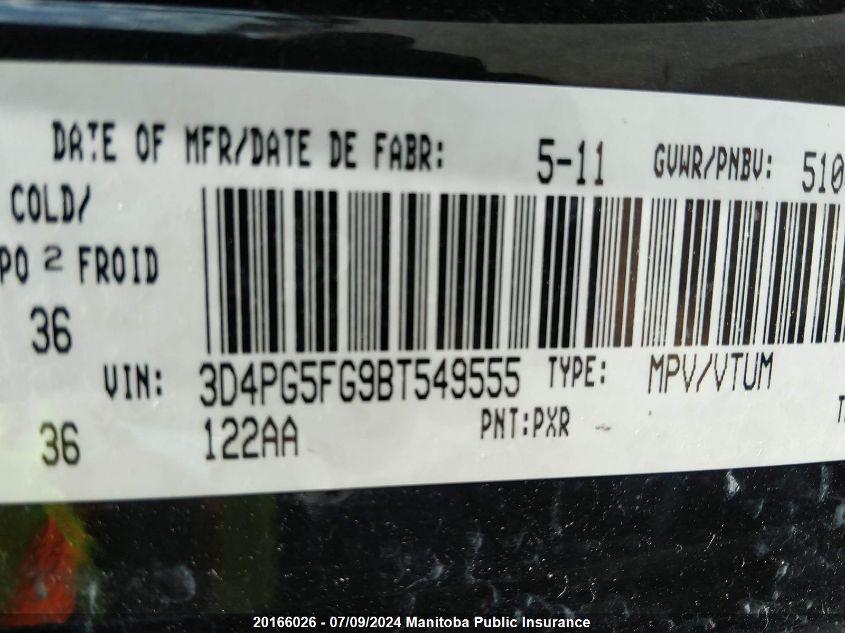 DATE OF MFR/DATE DE FABR: 5-11 GVWR/PNBV: 510
COLD/
PO 2 FROID
36
VIN: 3D4PG5FG9BT549555 TYPE: MPV/VTUM
36 122AA PNT:PXR T
20166026 - 07/09/2024 Manitoba Public Insurance